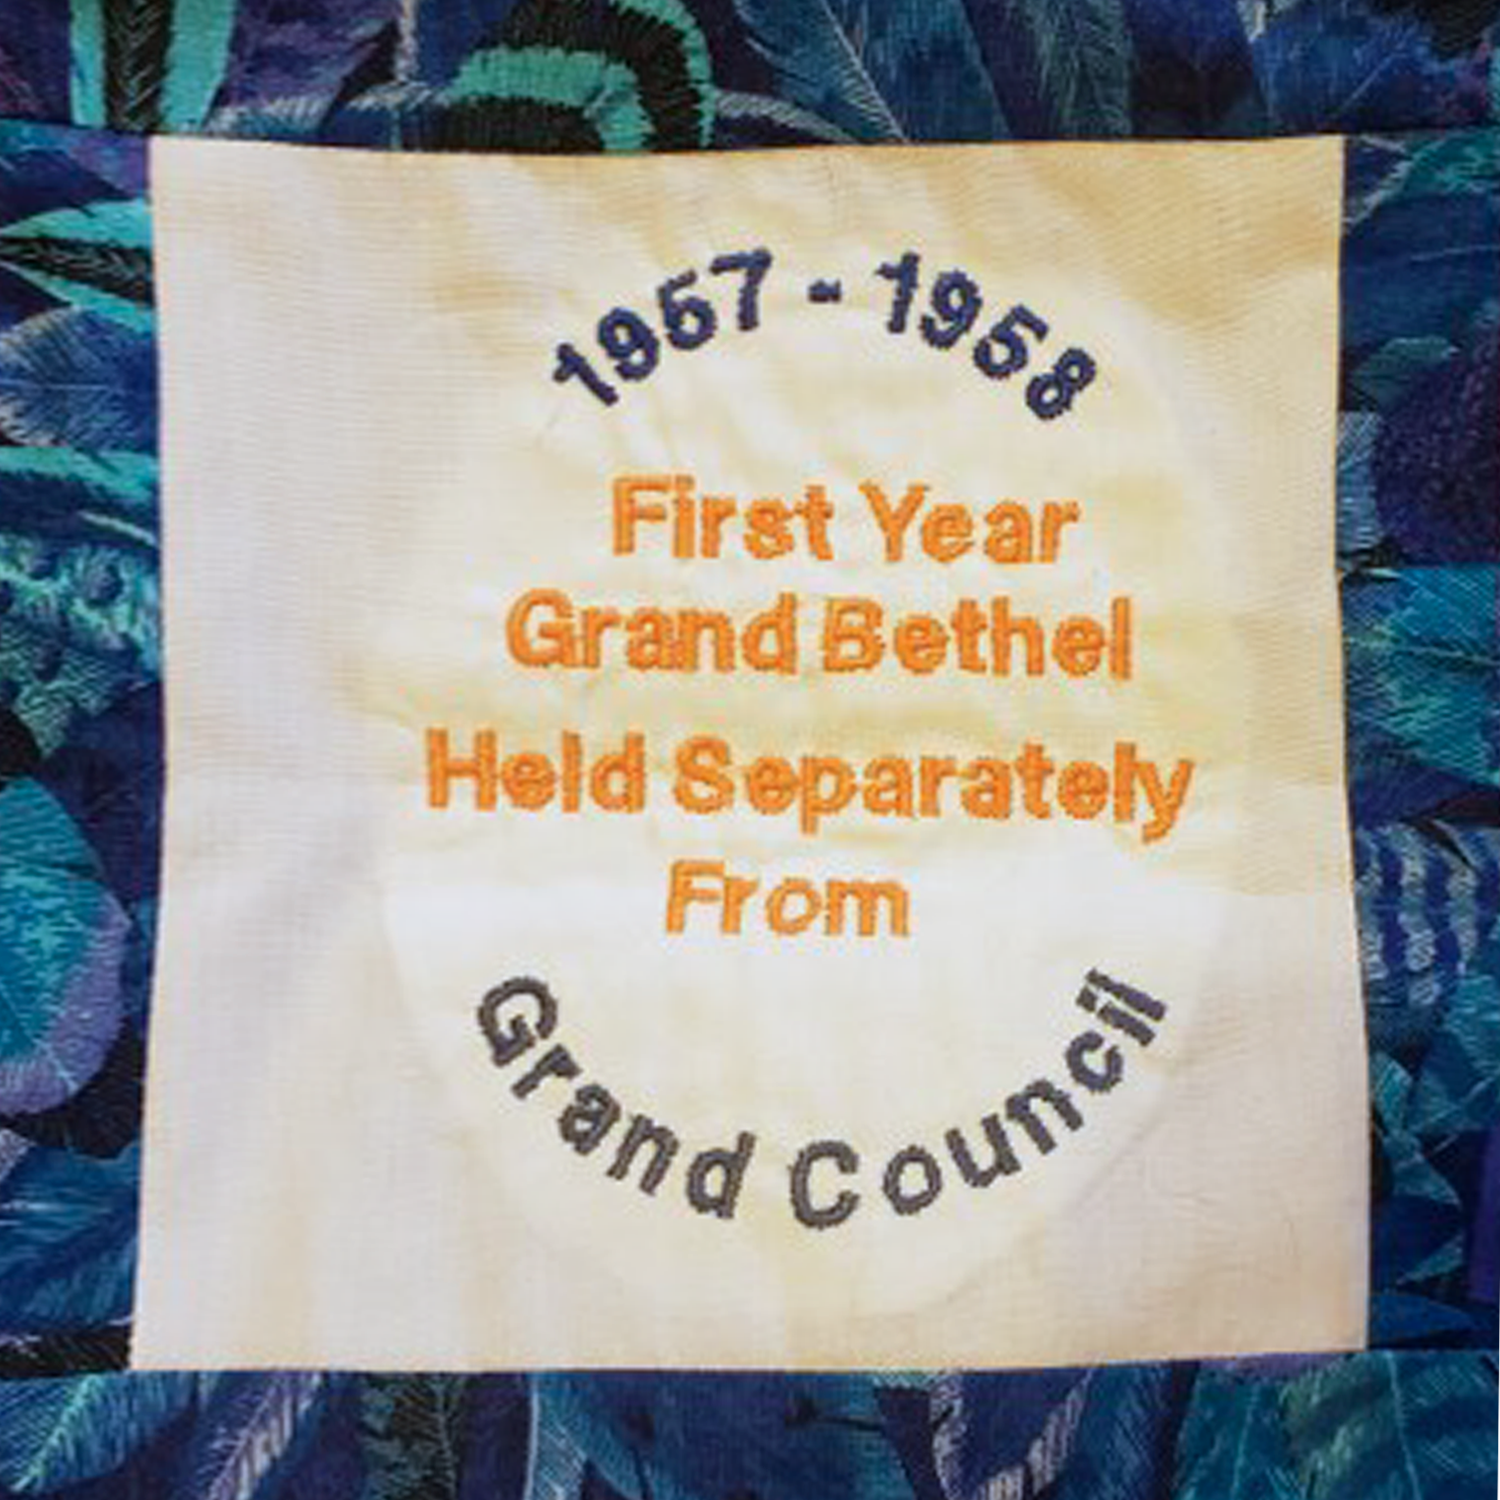 1957 - 1958
First Year
Grand Bethel
Held Separately
From
Grand Council